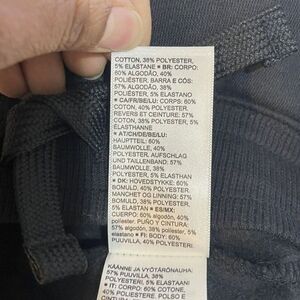 COTTON, 38% POLYESTER,
5% ELASTANE ★ BR: CORPO:
60% ALGODÃO, 40%
POLIÉSTER, BARRA E CÓS:
57% ALGODÃO, 38%
POLIÉSTER, 5% ELASTANO
★ CA/FR/BE/LU: CORPS: 60%
COTON, 40% POLYESTER,
REVERS ET CEINTURE: 57%
COTON, 38% POLYESTER, 5%
ÉLASTHANNE
★ AT/CH/DE/BE/LU:
HAUPTTEIL: 60%
BAUMWOLLE, 40%
POLYESTER, AUFSCHLAG
UND TAILLENBAND: 57%
BAUMWOLLE, 38%
POLYESTER, 5% ELASTHAN
★ DK: HOVEDSTYKKE: 60%
BOMULD, 40% POLYESTER,
MANCHET OG LINNING: 57%
BOMULD, 38% POLYESTER,
5% ELASTAN ★ ES/MX:
CUERPO: 60% algodón, 40%
poliéster, PUÑO Y CINTURA:
57% algodón, 38% poliéster, 5%
elastano ★ FI: BODY: 60%
PUUVILLA, 40% POLYESTERI,
KÄÄNNE JA VYÖTÄRÖNAUHA:
57% PUUVILLA, 38%
POLYESTERI, 5% ELASTAANI
★ IT: CORPO: 60% COTONE,
40% POLIESTERE, POLSO E